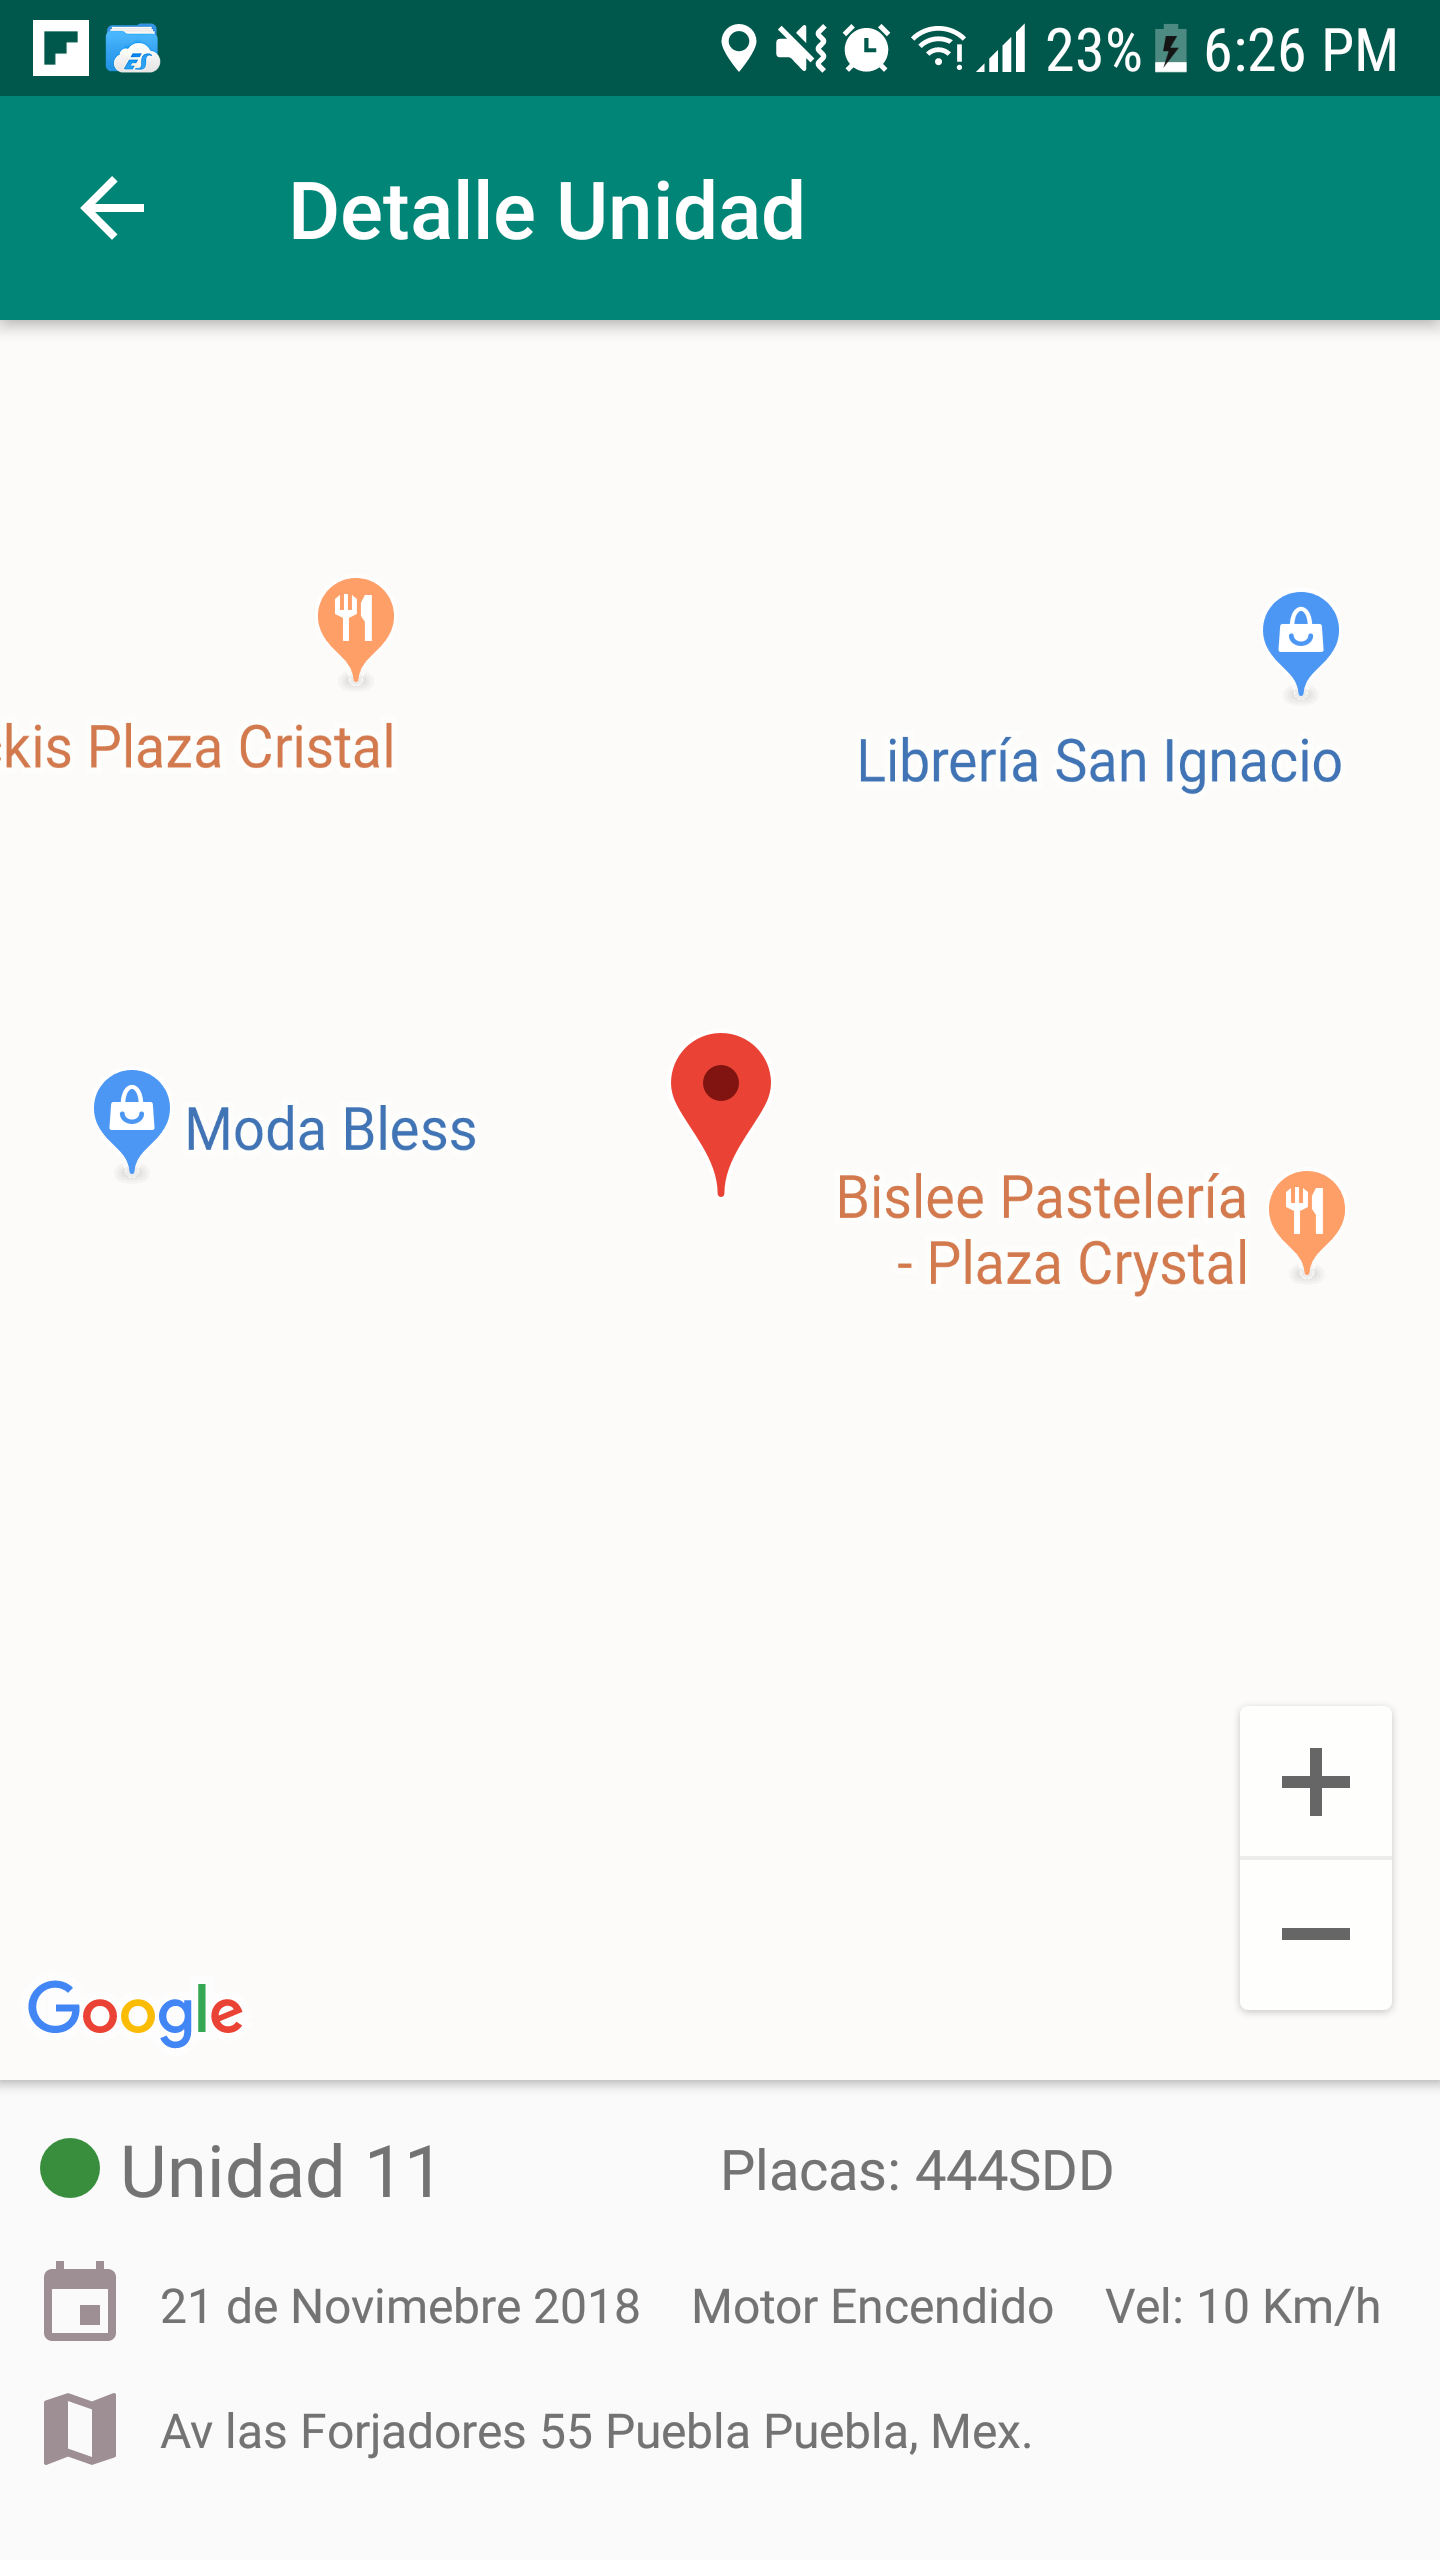 23% 6:26 PM
Detalle Unidad
kis Plaza Cristal
Librería San Ignacio
Moda Bless
Bislee Pastelería
- Plaza Crystal
Google
Unidad 11 Placas: 444SDD
21 de Novimebre 2018 Motor Encendido Vel: 10 Km/h
Av las Forjadores 55 Puebla Puebla, Mex.